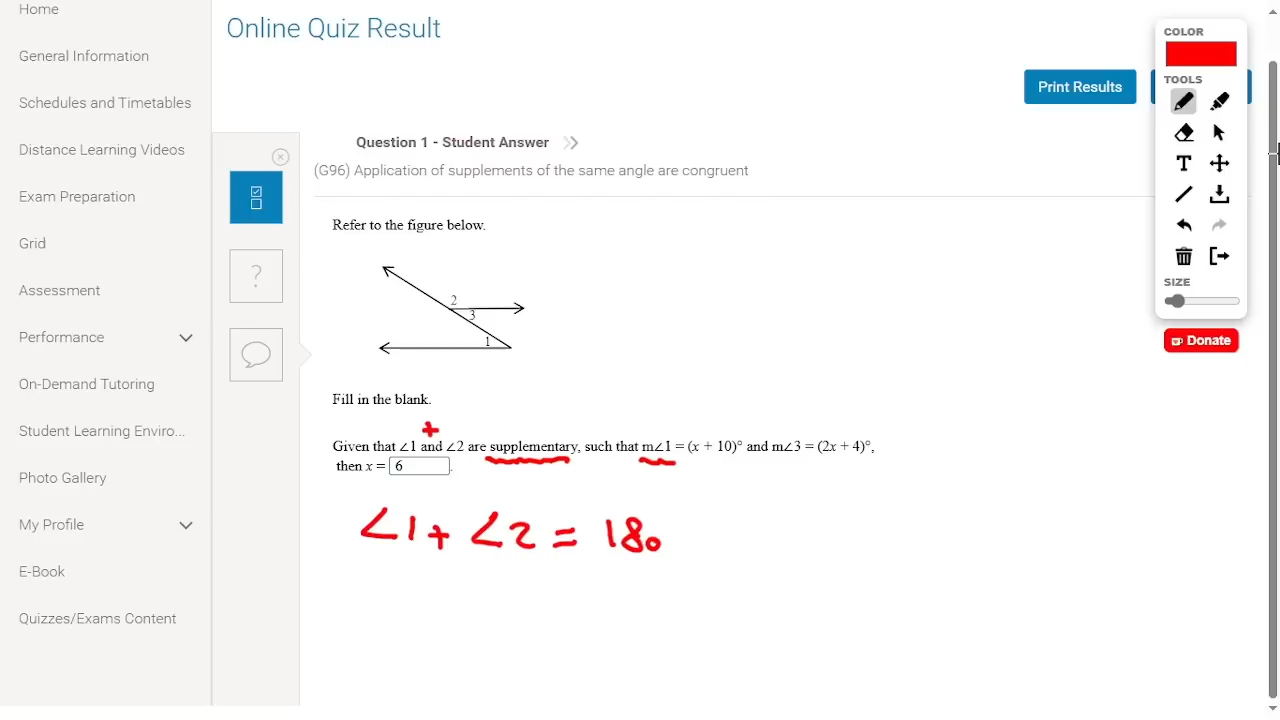 Home
General Information
Schedules and Timetables
Distance Learning Videos
Exam Preparation
Grid
Assessment
Performance
On-Demand Tutoring
Student Learning Enviro...
Photo Gallery
My Profile
E-Book
Quizzes/Exams Content
Online Quiz Result
Print Results
Question 1 - Student Answer
(G96) Application of supplements of the same angle are congruent
?
Refer to the figure below.
2
3
1
Fill in the blank.
+
Given that ∠1 and ∠2 are supplementary, such that m∠1 = (x + 10)° and m∠3 = (2x + 4)°,
then x = 6 .
∠1 + ∠2 = 180
COLOR
TOOLS
T
SIZE
Donate